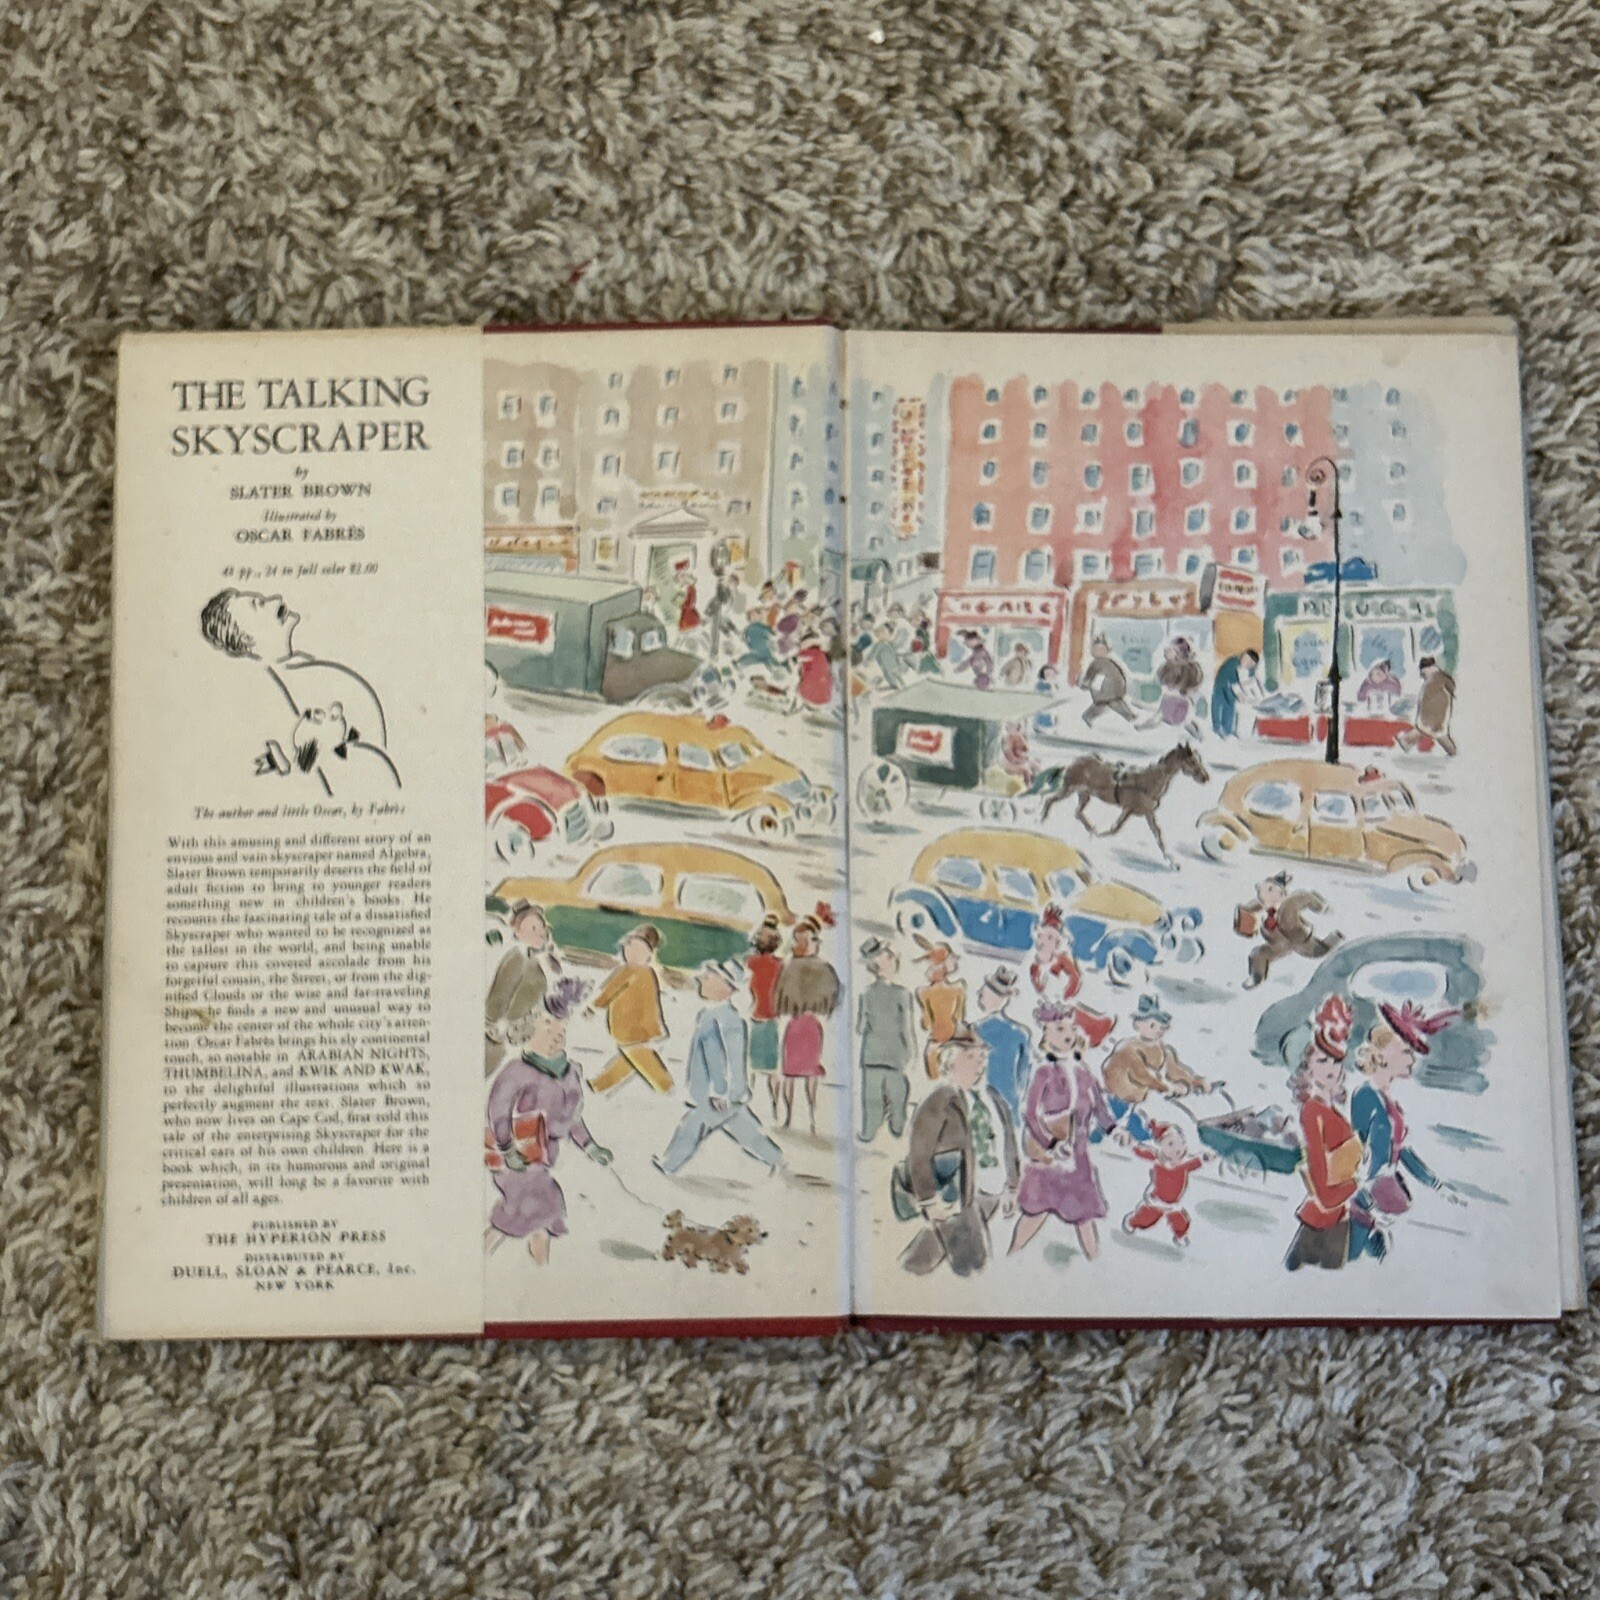 THE TALKING
SKYSCRAPER
by
SLATER BROWN
Illustrated by
OSCAR FABRÈS
48 pp., 24 in full color $2.00
The author and little Oscar, by Fabrès
With this amusing and different story of an
envious and vain skyscraper named Algebra,
Slater Brown temporarily deserts the field of
adult fiction to bring to younger readers
something new in children's books. He
recounts the fascinating tale of a dissatisfied
Skyscraper who wanted to be recognized as
the tallest in the world, and being unable
to capture this coveted accolade from his
forgetful cousin, the Street, or from the dig-
nified Clouds or the wise and far-traveling
Ships, he finds a new and unusual way to
become the center of the whole city's atten-
tion. Oscar Fabrès brings his sly continental
touch, so notable in ARABIAN NIGHTS,
THUMBELINA, and KWIK AND KWAK,
to the delightful illustrations which so
perfectly augment the text. Slater Brown,
who now lives on Cape Cod, first told this
tale of the enterprising Skyscraper for the
critical ears of his own children. Here is a
book which, in its humorous and original
presentation, will long be a favorite with
children of all ages.
PUBLISHED BY
THE HYPERION PRESS
DISTRIBUTED BY
DUELL, SLOAN & PEARCE, Inc.
NEW YORK